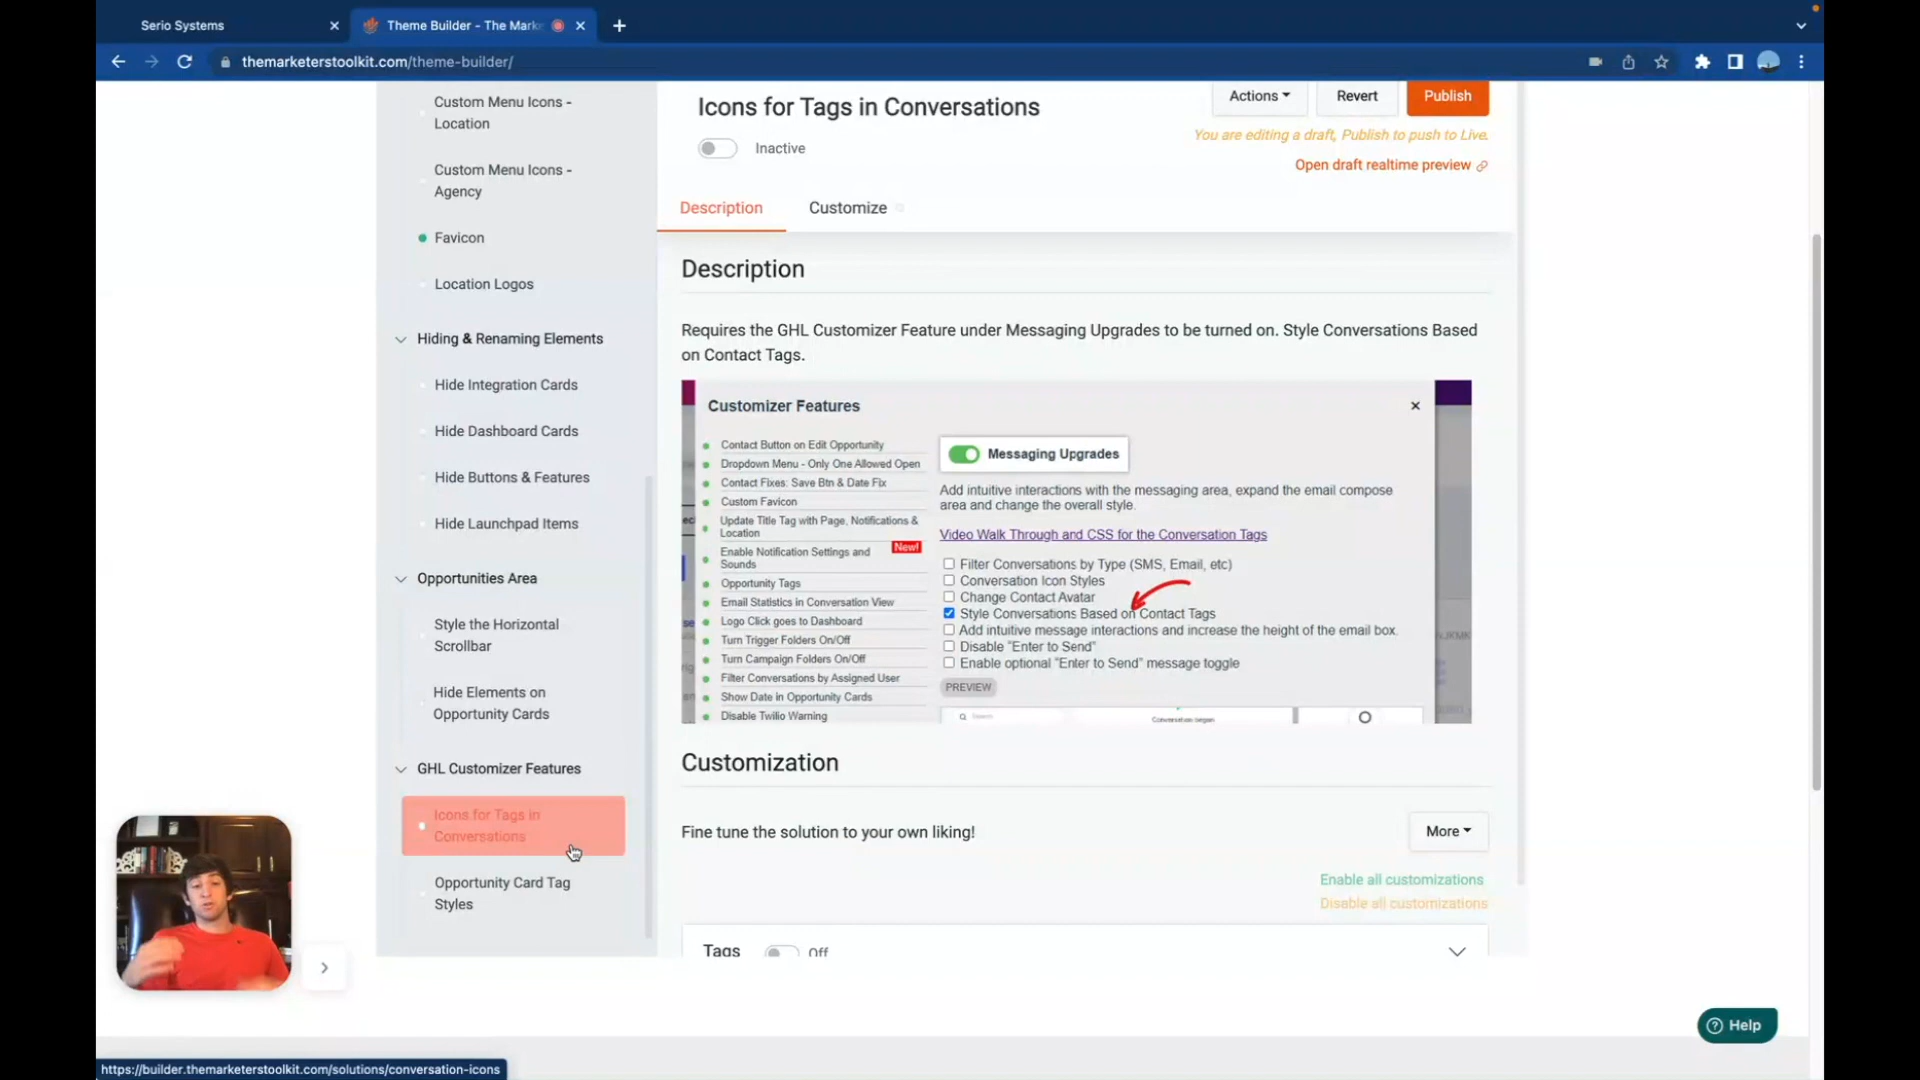 Serio Systems
Theme Builder - The Mark
themarketerstoolkit.com/theme-builder/
Custom Menu Icons -
Location
Custom Menu Icons -
Agency
Favicon
Location Logos
Hiding & Renaming Elements
Hide Integration Cards
Hide Dashboard Cards
Hide Buttons & Features
Hide Launchpad Items
Opportunities Area
Style the Horizontal
Scrollbar
Hide Elements on
Opportunity Cards
GHL Customizer Features
Icons for Tags in
Conversations
Opportunity Card Tag
Styles
Icons for Tags in Conversations
Inactive
Actions
Revert
Publish
You are editing a draft, Publish to push to Live.
Open draft realtime preview
Description
Customize
Description
Requires the GHL Customizer Feature under Messaging Upgrades to be turned on. Style Conversations Based
on Contact Tags.
Customizer Features
Contact Button on Edit Opportunity
Dropdown Menu - Only One Allowed Open
Contact Fixes: Save Btn & Date Fix
Custom Favicon
Update Title Tag with Page, Notifications &
Location
Enable Notification Settings and
Sounds
New!
Opportunity Tags
Email Statistics in Conversation View
Logo Click goes to Dashboard
Turn Trigger Folders On/Off
Turn Campaign Folders On/Off
Filter Conversations by Assigned User
Show Date in Opportunity Cards
Disable Twilio Warning
Messaging Upgrades
Add intuitive interactions with the messaging area, expand the email compose
area and change the overall style.
Video Walk Through and CSS for the Conversation Tags
Filter Conversations by Type (SMS, Email, etc)
Conversation Icon Styles
Change Contact Avatar
Style Conversations Based on Contact Tags
Add intuitive message interactions and increase the height of the email box.
Disable "Enter to Send"
Enable optional "Enter to Send" message toggle
PREVIEW
Search
Conversation began
Customization
Fine tune the solution to your own liking!
More
Enable all customizations
Disable all customizations
Tags
Off
Help
https://builder.themarketerstoolkit.com/solutions/conversation-icons